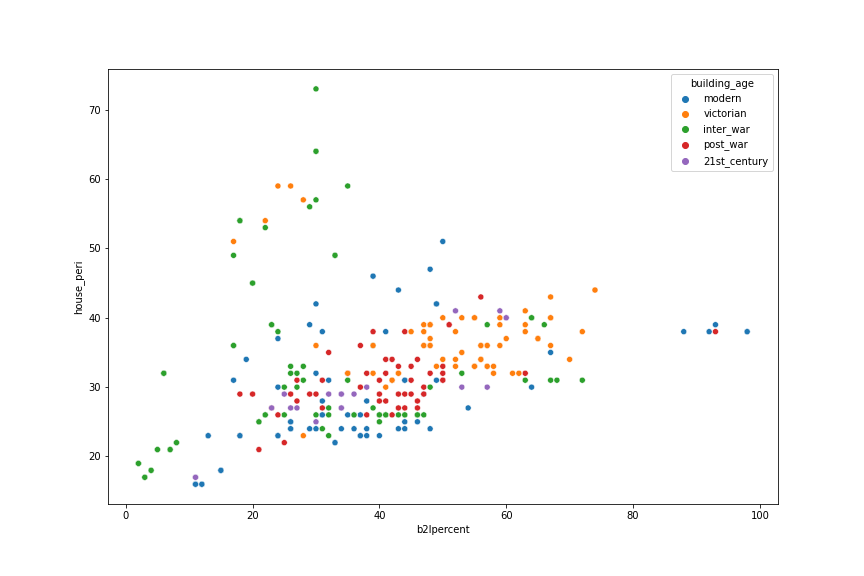 building_age
modern
victorian
inter_war
post_war
21st_century
70
60
50
40
30
20
house_peri
0
20
40
60
80
100
b2lpercent